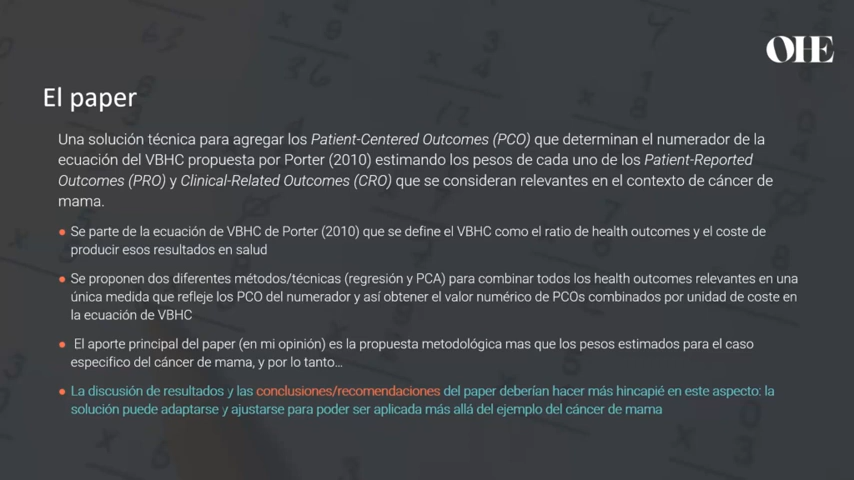 OHE
El paper
Una solución técnica para agregar los Patient-Centered Outcomes (PCO) que determinan el numerador de la
ecuación del VBHC propuesta por Porter (2010) estimando los pesos de cada uno de los Patient-Reported
Outcomes (PRO) y Clinical-Related Outcomes (CRO) que se consideran relevantes en el contexto de cáncer de
mama.
Se parte de la ecuación de VBHC de Porter (2010) que se define el VBHC como el ratio de health outcomes y el coste de
producir esos resultados en salud
Se proponen dos diferentes métodos/técnicas (regresión y PCA) para combinar todos los health outcomes relevantes en una
única medida que refleje los PCO del numerador y así obtener el valor numérico de PCOs combinados por unidad de coste en
la ecuación de VBHC
El aporte principal del paper (en mi opinión) es la propuesta metodológica mas que los pesos estimados para el caso
especifico del cáncer de mama, y por lo tanto…
La discusión de resultados y las conclusiones/recomendaciones del paper deberían hacer más hincapié en este aspecto: la
solución puede adaptarse y ajustarse para poder ser aplicada más allá del ejemplo del cáncer de mama